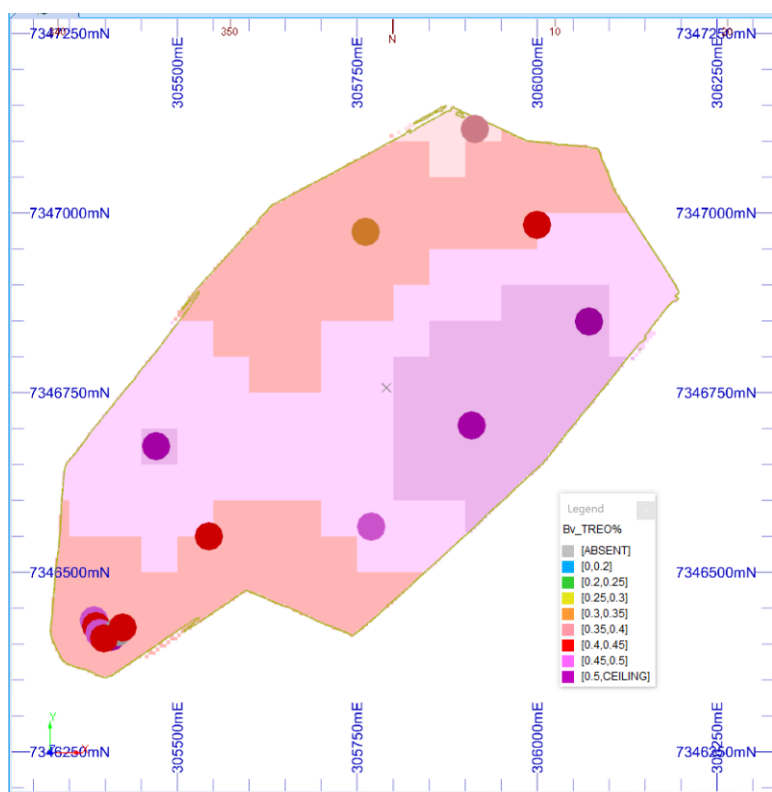 7347250mN
7347250mN
350
N
10
305500mE
305750mE
306000mE
306250mE
7347000mN
7347000mN
7346750mN
7346750mN
Legend
Bv_TREO%
[ABSENT]
[0,0.2]
[0.2,0.25]
[0.25,0.3]
[0.3,0.35]
[0.35,0.4]
[0.4,0.45]
[0.45,0.5]
[0.5,CEILING]
7346500mN
7346500mN
Y
X
305500mE
305750mE
306000mE
306250mE
7346250mN
7346250mN